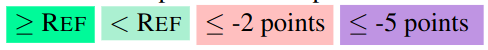 ≥ REF < REF ≤ -2 points ≤ -5 points